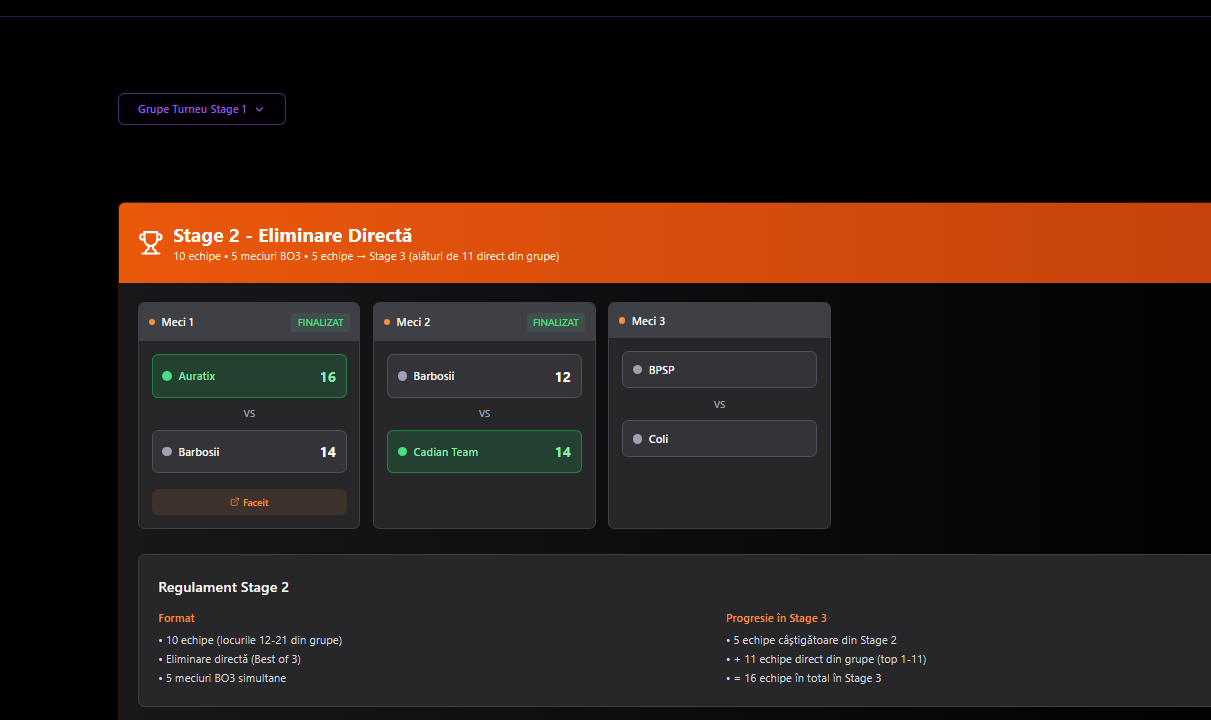 Grupe Turneu Stage 1
Stage 2 - Eliminare Directă
10 echipe • 5 meciuri BO3 • 5 echipe → Stage 3 (alături de 11 direct din grupe)
Meci 1
FINALIZAT
Auratix
16
VS
Barbosii
14
Faceit
Meci 2
FINALIZAT
Barbosii
12
VS
Cadian Team
14
Meci 3
BPSP
VS
Coli
Regulament Stage 2
Format
• 10 echipe (locurile 12-21 din grupe)
• Eliminare directă (Best of 3)
• 5 meciuri BO3 simultane
Progresie în Stage 3
• 5 echipe câștigătoare din Stage 2
• + 11 echipe direct din grupe (top 1-11)
• = 16 echipe în total în Stage 3